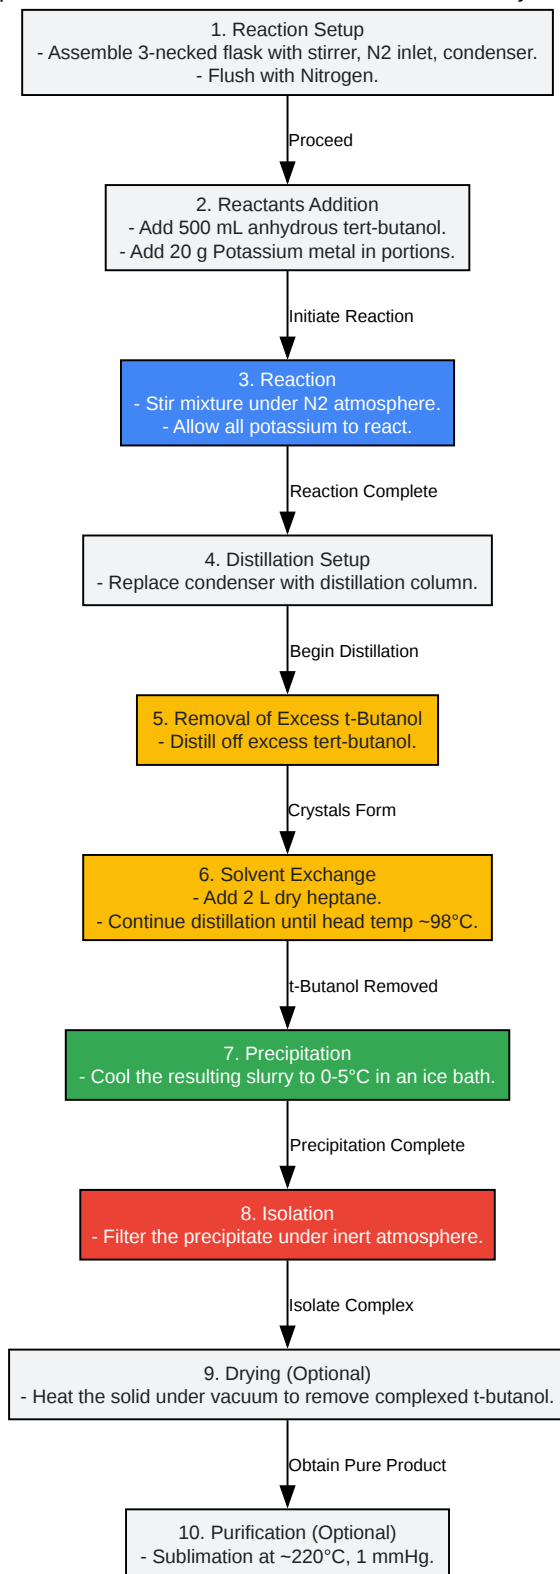 1. Reaction Setup
- Assemble 3-necked flask with stirrer, N2 inlet, condenser.
- Flush with Nitrogen.
Proceed
2. Reactants Addition
- Add 500 mL anhydrous tert-butanol.
- Add 20 g Potassium metal in portions.
Initiate Reaction
3. Reaction
- Stir mixture under N2 atmosphere.
- Allow all potassium to react.
Reaction Complete
4. Distillation Setup
- Replace condenser with distillation column.
Begin Distillation
5. Removal of Excess t-Butanol
- Distill off excess tert-butanol.
Crystals Form
6. Solvent Exchange
- Add 2 L dry heptane.
- Continue distillation until head temp ~98°C.
t-Butanol Removed
7. Precipitation
- Cool the resulting slurry to 0-5°C in an ice bath.
Precipitation Complete
8. Isolation
- Filter the precipitate under inert atmosphere.
Isolate Complex
9. Drying (Optional)
- Heat the solid under vacuum to remove complexed t-butanol.
Obtain Pure Product
10. Purification (Optional)
- Sublimation at ~220°C, 1 mmHg.